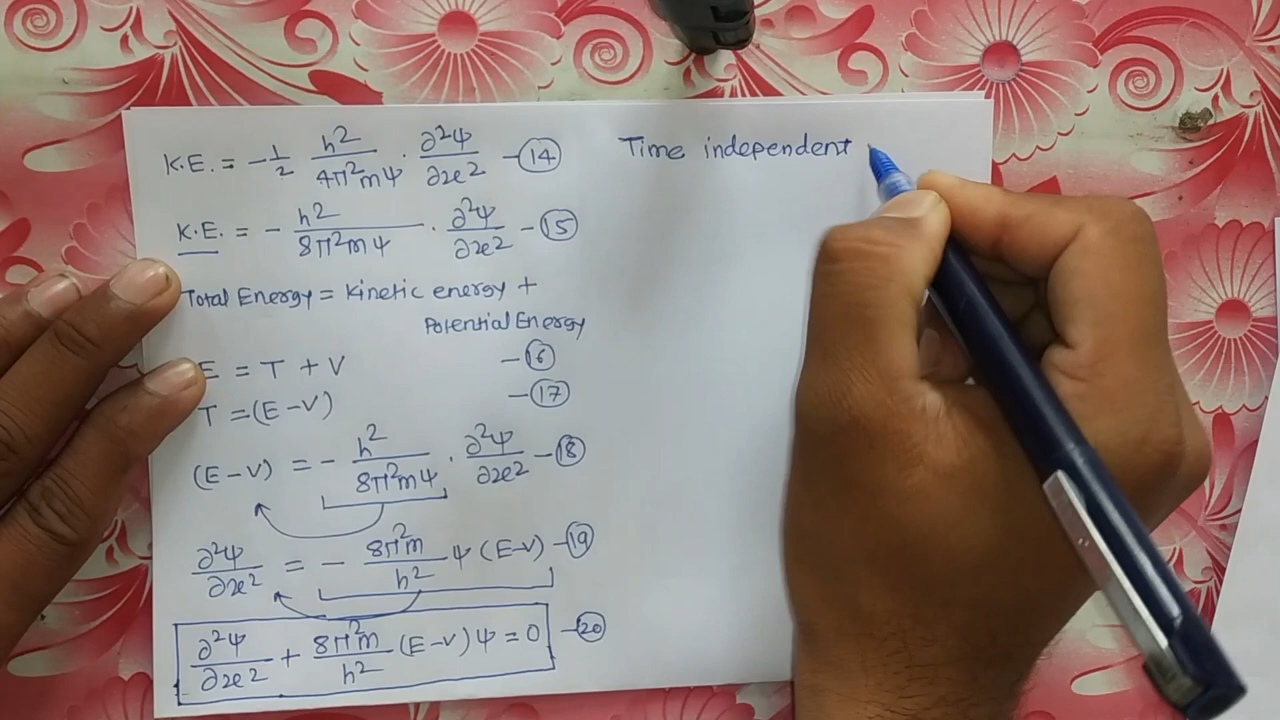 K.E. = -1/2 h²/4π²mψ · ∂²ψ/∂x² -(14)
K.E. = - h²/8π²mψ · ∂²ψ/∂x² -(15)
Total Energy = Kinetic energy +
Potential Energy
E = T + V -(16)
T = (E-V) -(17)
(E-V) = - h²/8π²mψ · ∂²ψ/∂x² -(18)
∂²ψ/∂x² = - 8π²m/h² ψ (E-V) -(19)
∂²ψ/∂x² + 8π²m/h² (E-V) ψ = 0 -(20)
Time independent